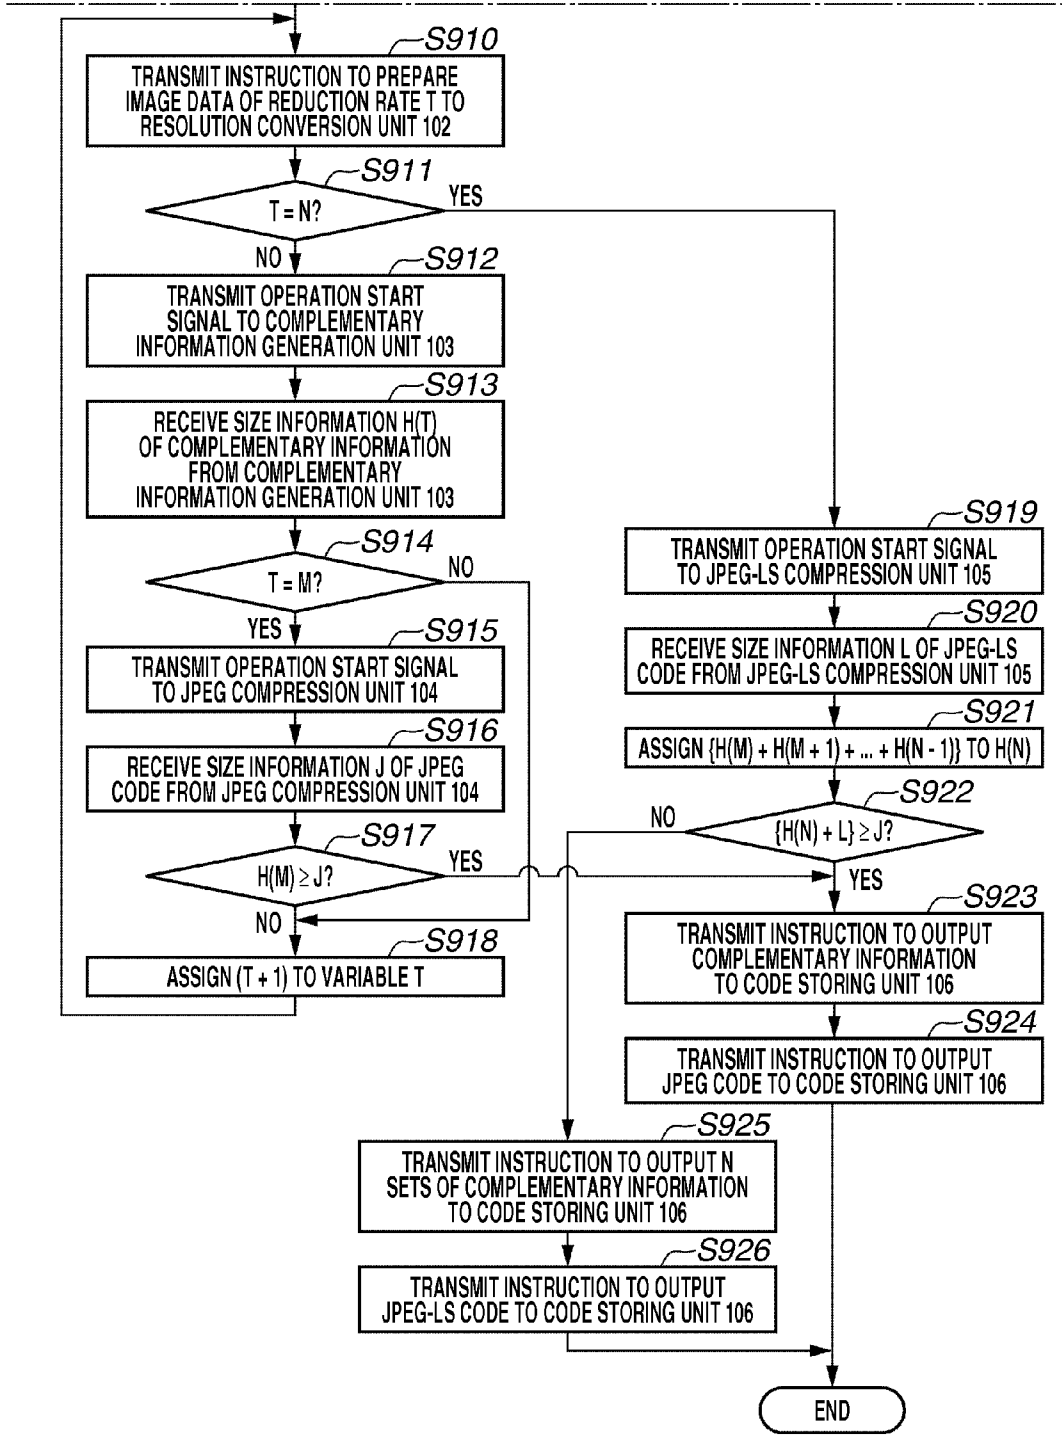 S910
TRANSMIT INSTRUCTION TO PREPARE
IMAGE DATA OF REDUCTION RATE T TO
RESOLUTION CONVERSION UNIT 102
S911
T = N?
YES
NO
S912
TRANSMIT OPERATION START
SIGNAL TO COMPLEMENTARY
INFORMATION GENERATION UNIT 103
S913
RECEIVE SIZE INFORMATION H(T)
OF COMPLEMENTARY INFORMATION
FROM COMPLEMENTARY
INFORMATION GENERATION UNIT 103
S914
T = M?
NO
YES
S915
TRANSMIT OPERATION START SIGNAL
TO JPEG COMPRESSION UNIT 104
S916
RECEIVE SIZE INFORMATION J OF JPEG
CODE FROM JPEG COMPRESSION UNIT 104
S917
H(M) ≥ J?
YES
NO
S918
ASSIGN (T + 1) TO VARIABLE T
S919
TRANSMIT OPERATION START SIGNAL
TO JPEG-LS COMPRESSION UNIT 105
S920
RECEIVE SIZE INFORMATION L OF JPEG-LS
CODE FROM JPEG-LS COMPRESSION UNIT 105
S921
ASSIGN {H(M) + H(M + 1) + ... + H(N - 1)} TO H(N)
S922
{H(N) + L} ≥ J?
NO
YES
S923
TRANSMIT INSTRUCTION TO OUTPUT
COMPLEMENTARY INFORMATION
TO CODE STORING UNIT 106
S924
TRANSMIT INSTRUCTION TO OUTPUT
JPEG CODE TO CODE STORING UNIT 106
S925
TRANSMIT INSTRUCTION TO OUTPUT N
SETS OF COMPLEMENTARY INFORMATION
TO CODE STORING UNIT 106
S926
TRANSMIT INSTRUCTION TO OUTPUT
JPEG-LS CODE TO CODE STORING UNIT 106
END